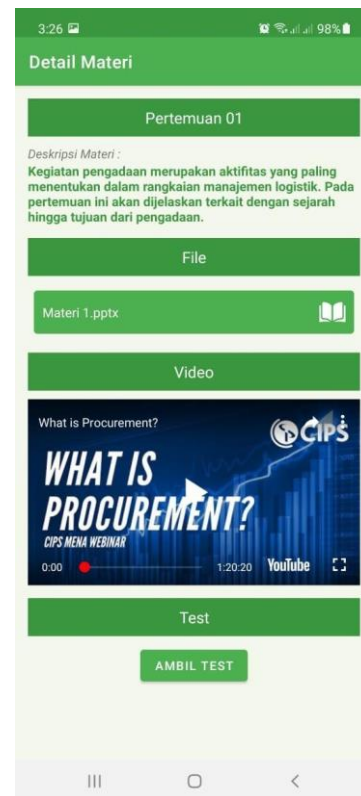 3:26 98%
Detail Materi
Pertemuan 01
Deskripsi Materi :
Kegiatan pengadaan merupakan aktifitas yang paling
menentukan dalam rangkaian manajemen logistik. Pada
pertemuan ini akan dijelaskan terkait dengan sejarah
hingga tujuan dari pengadaan.
File
Materi 1.pptx
Video
What is Procurement?
CIPS
WHAT IS
PROCUREMENT?
CIPS MENA WEBINAR
0:00 1:20:20 YouTube
Test
AMBIL TEST